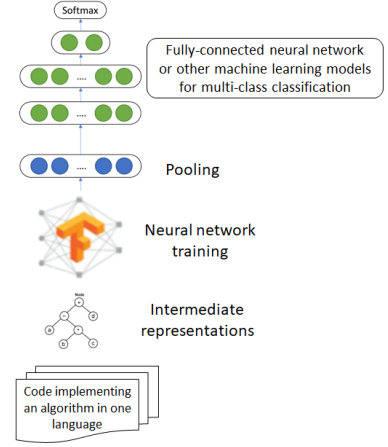 Softmax
Fully-connected neural network
or other machine learning models
for multi-class classification
....
....
....
Pooling
Neural network
training
Node
+
-
d
a
*
b
c
Intermediate
representations
Code implementing
an algorithm in one
language